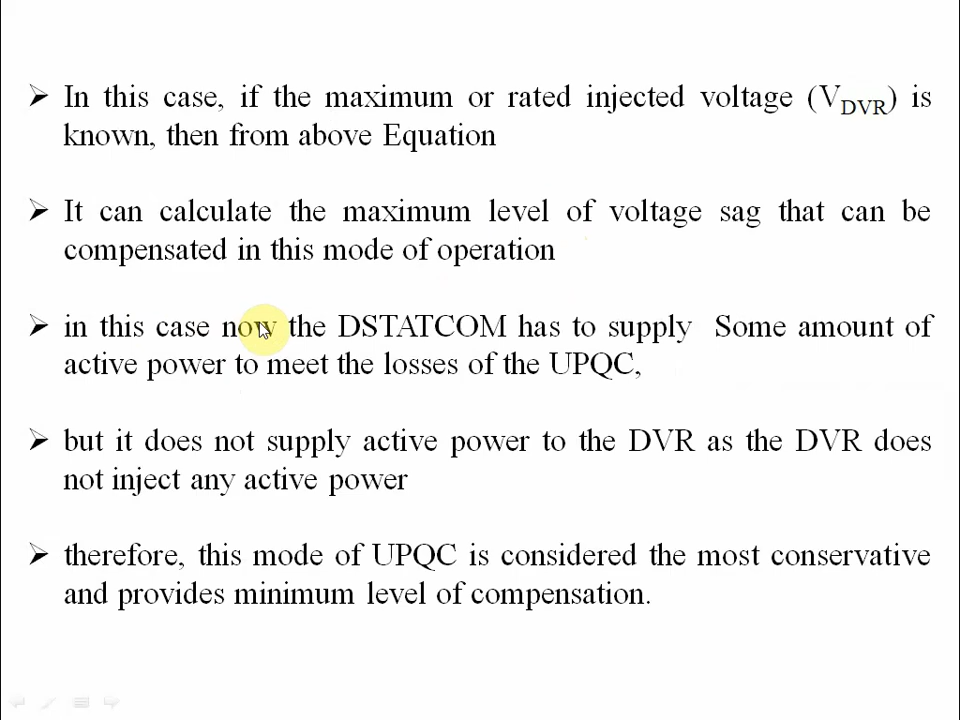 ➢ In this case, if the maximum or rated injected voltage (V_DVR) is
known, then from above Equation
➢ It can calculate the maximum level of voltage sag that can be
compensated in this mode of operation
➢ in this case now the DSTATCOM has to supply Some amount of
active power to meet the losses of the UPQC,
➢ but it does not supply active power to the DVR as the DVR does
not inject any active power
➢ therefore, this mode of UPQC is considered the most conservative
and provides minimum level of compensation.